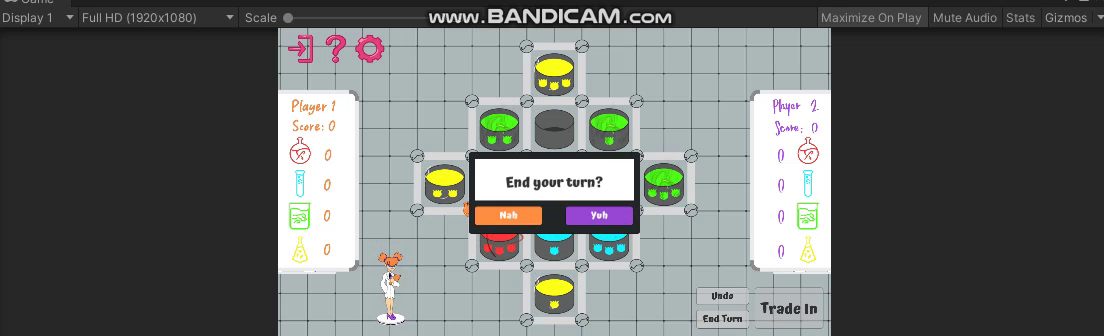 Game
Display 1
Full HD (1920x1080)
Scale
www.BANDICAM.com
Maximize On Play
Mute Audio
Stats
Gizmos
?
Player 1
Score: 0
0
0
0
0
Player 2
Score: 0
0
0
0
0
End your turn?
Nah
Yuh
Undo
End Turn
Trade In